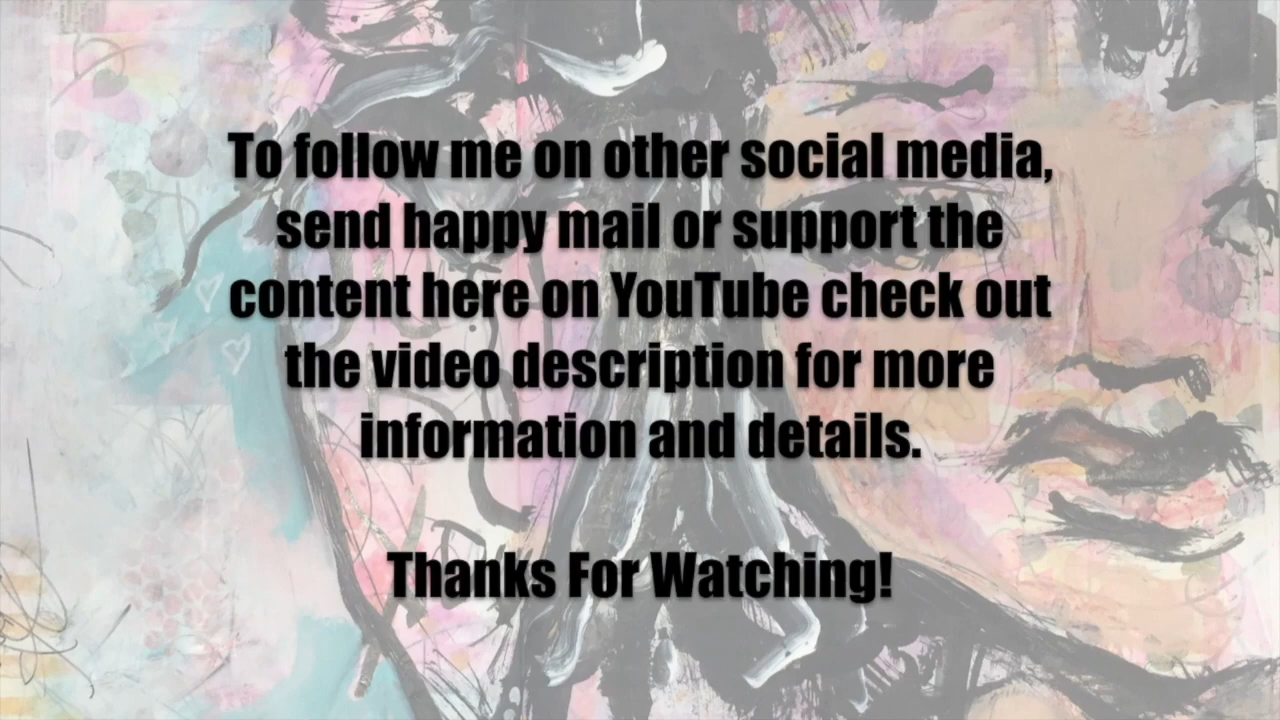 To follow me on other social media,
send happy mail or support the
content here on YouTube check out
the video description for more
information and details.
Thanks For Watching!